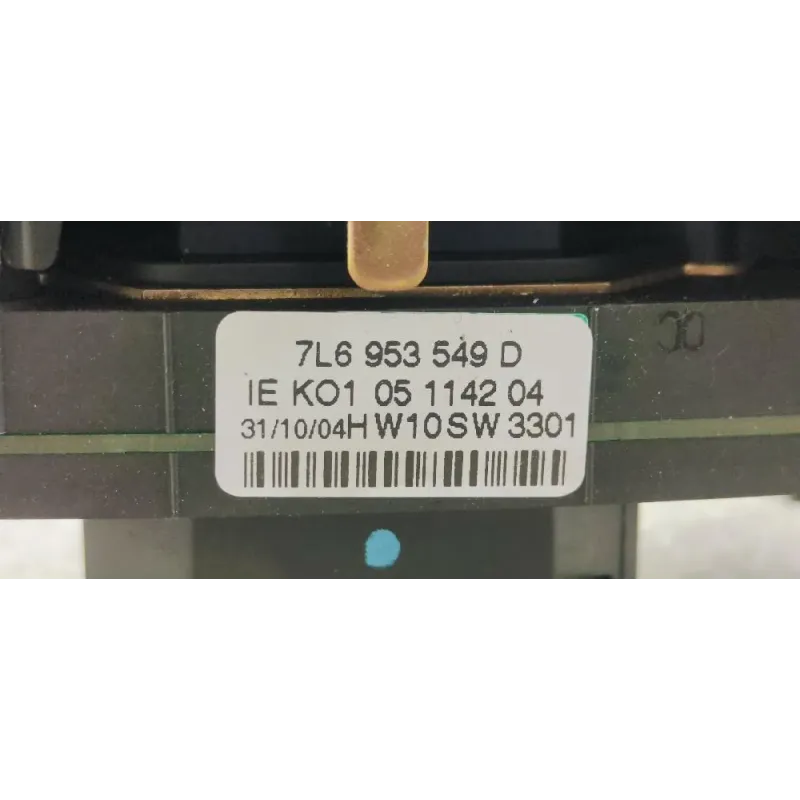 7L6 953 549 D
IE KO1 05 1142 04
31/10/04H W10SW 3301